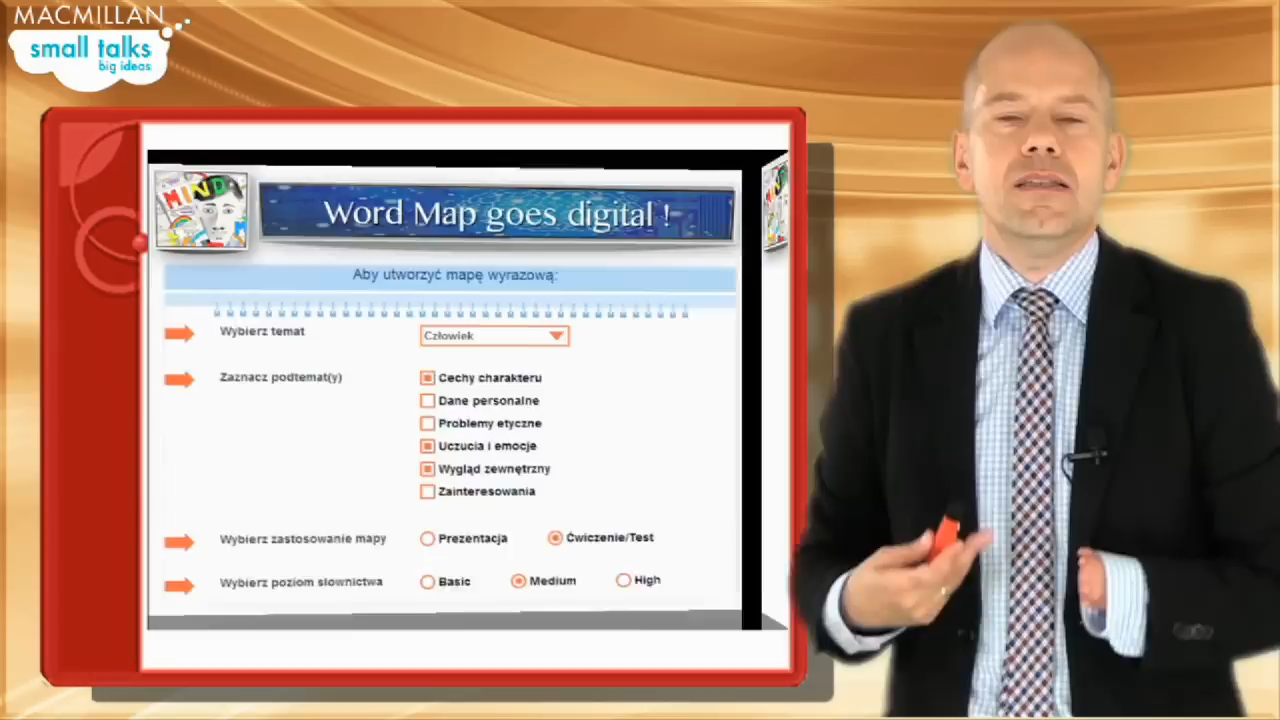 MACMILLAN
small talks
big ideas
MIND
Word Map goes digital !
Aby utworzyć mapę wyrazową:
Wybierz temat
Człowiek
Zaznacz podtemat(y)
Cechy charakteru
Dane personalne
Problemy etyczne
Uczucia i emocje
Wygląd zewnętrzny
Zainteresowania
Wybierz zastosowanie mapy
Prezentacja
Ćwiczenie/Test
Wybierz poziom słownictwa
Basic
Medium
High